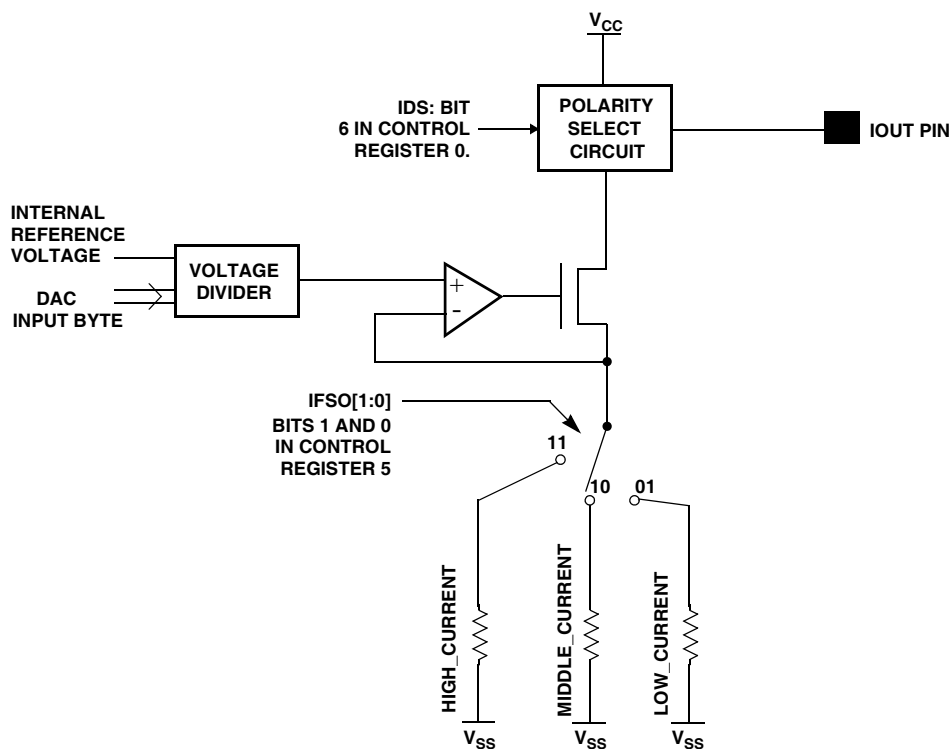 VCC
IDS: BIT
6 IN CONTROL
REGISTER 0.
POLARITY
SELECT
CIRCUIT
IOUT PIN
INTERNAL
REFERENCE
VOLTAGE
DAC
INPUT BYTE
VOLTAGE
DIVIDER
+
-
IFSO[1:0]
BITS 1 AND 0
IN CONTROL
REGISTER 5
11
10
01
HIGH_CURRENT
MIDDLE_CURRENT
LOW_CURRENT
VSS
VSS
VSS